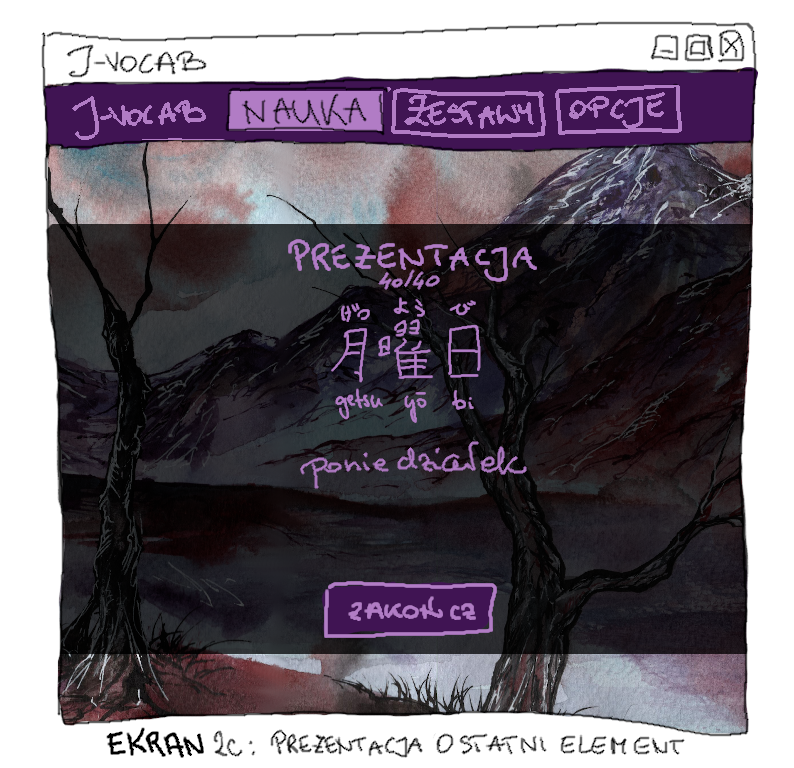 J-VOCAB
J-VOCAB NAUKA ZESTAWY OPCJE
PREZENTACJA
40/40
げつ よう び
月曜日
getsu yō bi
poniedziałek
ZAKOŃCZ
EKRAN 2C: PREZENTACJA OSTATNI ELEMENT